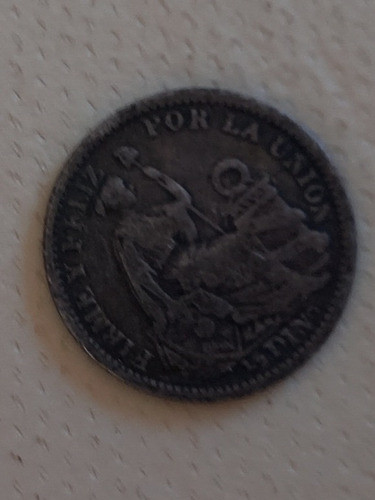 FIRME Y FELIZ POR LA UNION